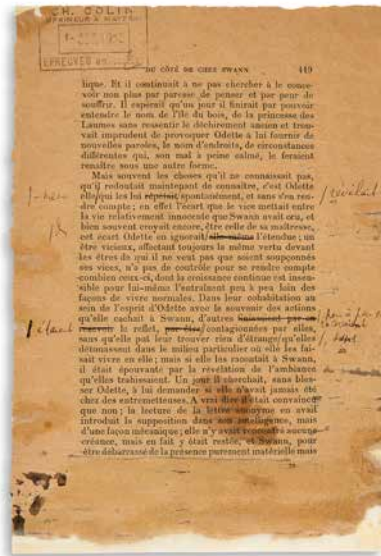 CH. COLIN
ÉPREUVES
DU CÔTÉ DE CHEZ SWANN 419
lique. Et il continuait à ne pas chercher à le conce-
voir non plus par paresse de penser et par peur de
souffrir. Il espérait qu'un jour il finirait par pouvoir
entendre le nom de l'île du bois, de la princesse des
Laumes sans ressentir le déchirement ancien et trou-
vait imprudent de provoquer Odette à lui fournir de
nouvelles paroles, le nom d'endroits, de circonstances
différentes qui, son mal à peine calmé, le feraient
renaître sous une autre forme.
Mais souvent les choses qu'il ne connaissait pas,
qu'il redoutait maintenant de connaître, c'est Odette
elle qui les lui répétait spontanément, et sans s'en ren-
dre compte ; en effet l'écart que le vice mettait entre
la vie relativement innocente que Swann avait cru, et
bien souvent croyait encore, être celle de sa maîtresse,
cet écart Odette en ignorait elle-même l'étendue ; un
être vicieux, affectant toujours la même vertu devant
les êtres de qui il ne veut pas que soient soupçonnés
ses vices, n'a pas de contrôle pour se rendre compte
combien ceux-ci, dont la croissance continue est insen-
sible pour lui-même l'entraînent peu à peu loin des
façons de vivre normales. Dans leur cohabitation au
sein de l'esprit d'Odette avec le souvenir des actions
qu'elle cachait à Swann, d'autres
recevoir le reflet, par être contagionnées par elles,
sans qu'elle pût leur trouver rien d'étrange qu'elles
détonnassent dans le milieu particulier où elle les fai-
sait vivre en elle ; mais si elle les racontait à Swann,
il était épouvanté par la révélation de l'ambiance
qu'elles trahissaient. Un jour il cherchait, sans bles-
ser Odette, à lui demander si elle n'avait jamais été
chez des entremetteuses. A vrai dire il était convaincu
que non ; la lecture de la lettre anonyme en avait
introduit la supposition dans son intelligence, mais
d'une façon mécanique ; elle n'y avait rencontré aucune
créance, mais en fait y était restée, et Swann, pour
être débarrassé de la présence purement matérielle mais
révélait
peu à peu